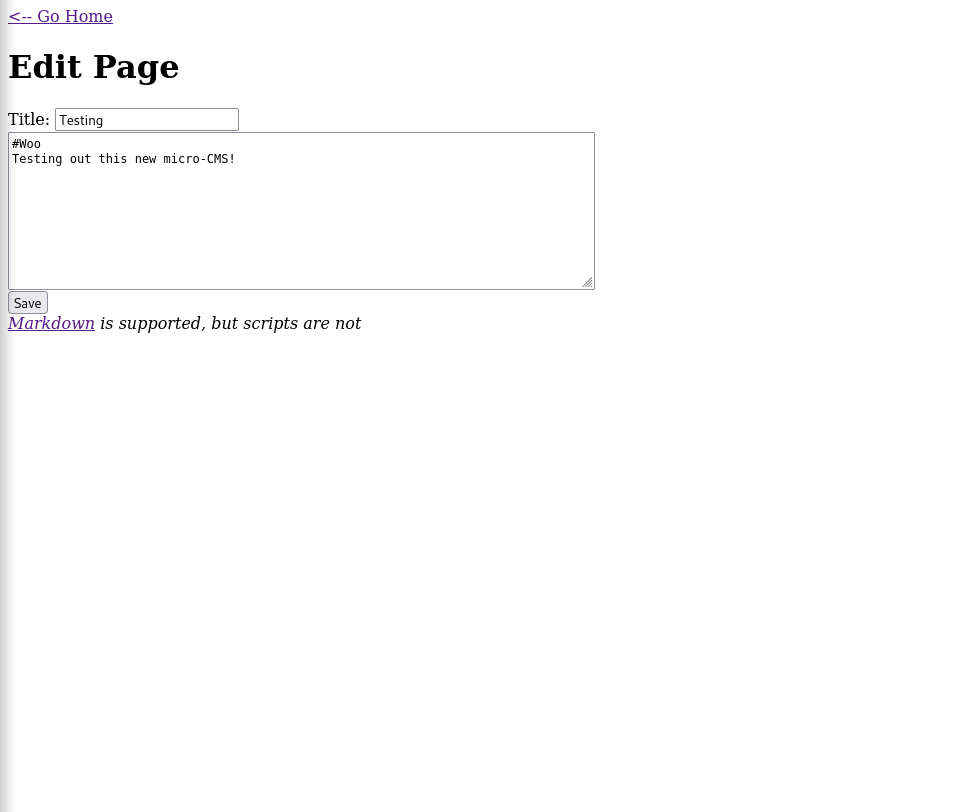 <-- Go Home
Edit Page
Title: Testing
#Woo
Testing out this new micro-CMS!
Save
Markdown is supported, but scripts are not